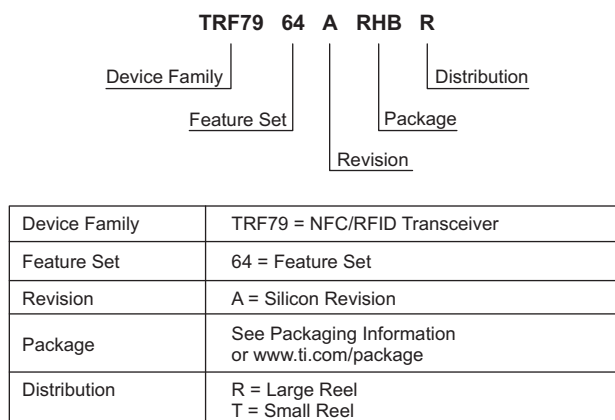 TRF79 64 A RHB R
Device Family
Distribution
Feature Set
Package
Revision
Device Family TRF79 = NFC/RFID Transceiver
Feature Set 64 = Feature Set
Revision A = Silicon Revision
Package See Packaging Information
or www.ti.com/package
Distribution R = Large Reel
T = Small Reel